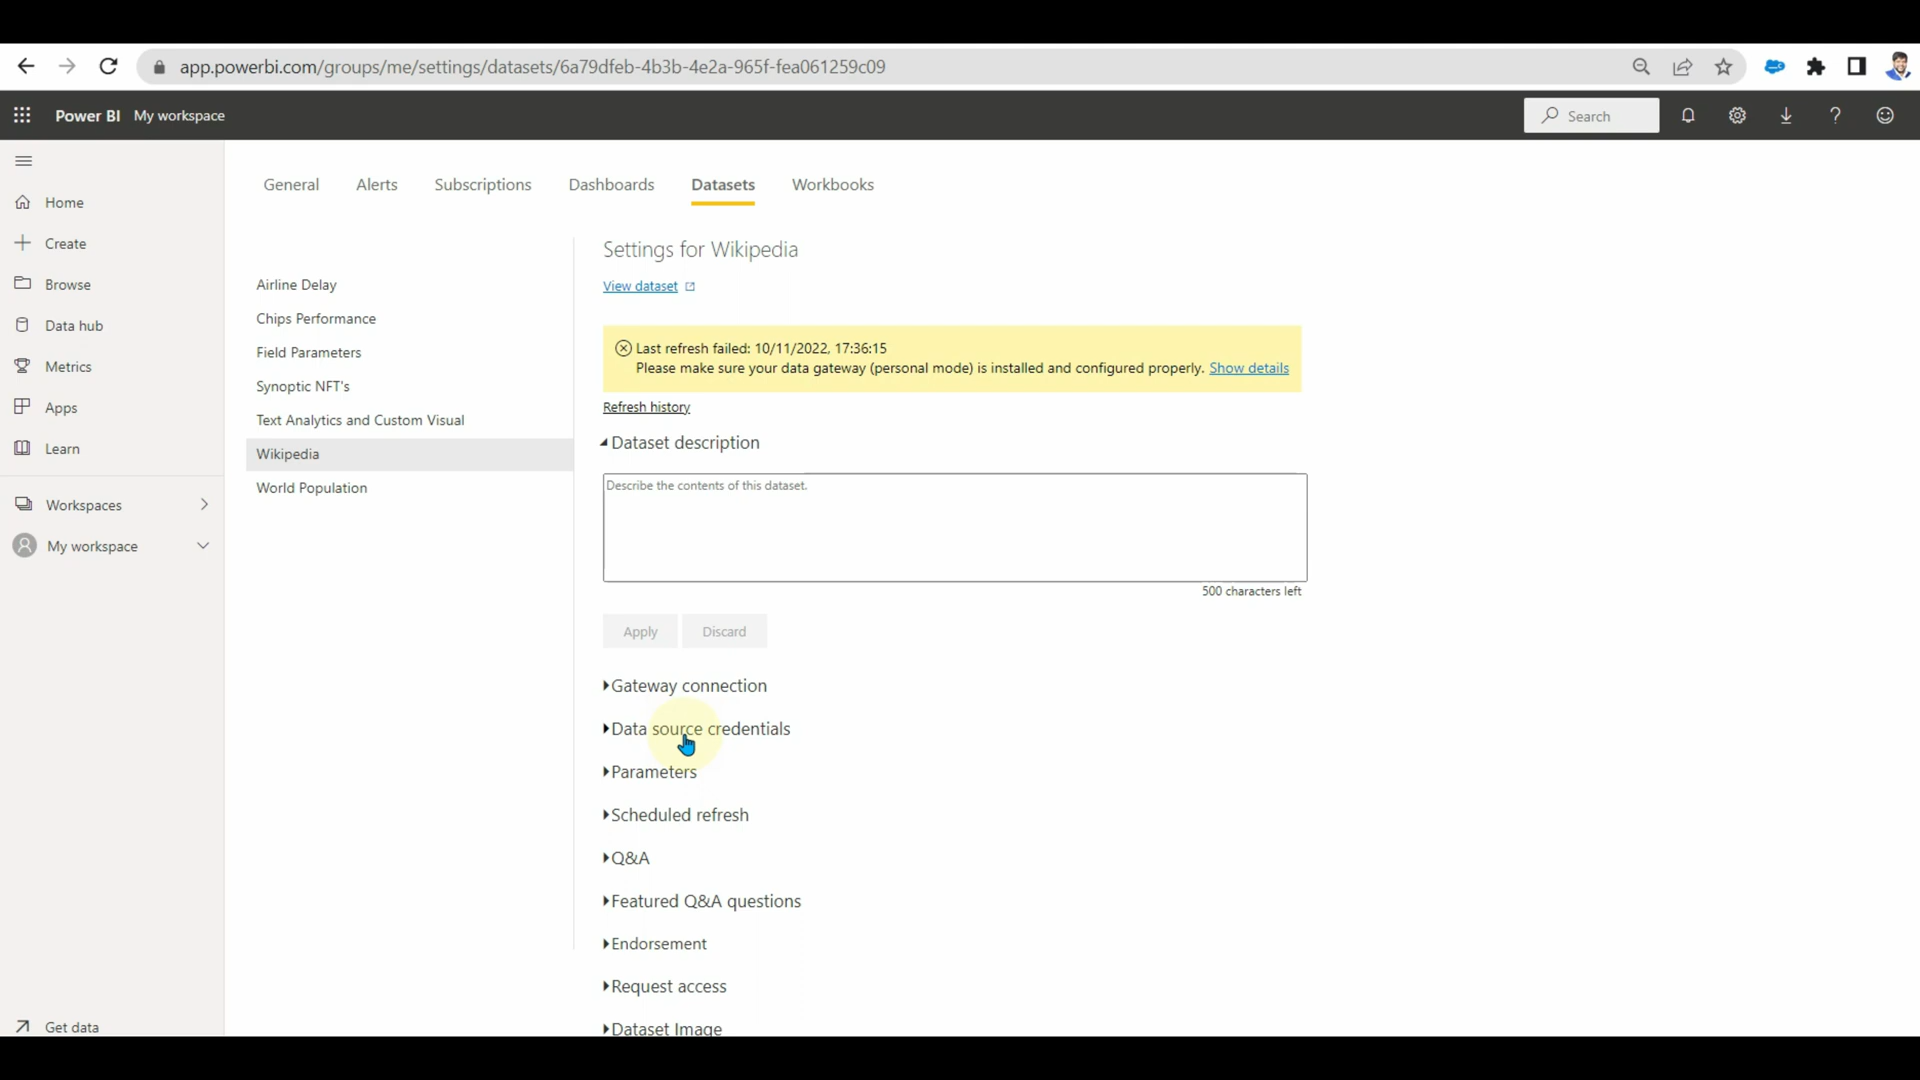 app.powerbi.com/groups/me/settings/datasets/6a79dfeb-4b3b-4e2a-965f-fea061259c09
Power BI My workspace
Search
General Alerts Subscriptions Dashboards Datasets Workbooks
Home
Create
Browse
Data hub
Metrics
Apps
Learn
Workspaces
My workspace
Get data
Airline Delay
Chips Performance
Field Parameters
Synoptic NFT's
Text Analytics and Custom Visual
Wikipedia
World Population
Settings for Wikipedia
View dataset
Last refresh failed: 10/11/2022, 17:36:15
Please make sure your data gateway (personal mode) is installed and configured properly. Show details
Refresh history
Dataset description
Describe the contents of this dataset.
500 characters left
Apply Discard
Gateway connection
Data source credentials
Parameters
Scheduled refresh
Q&A
Featured Q&A questions
Endorsement
Request access
Dataset Image